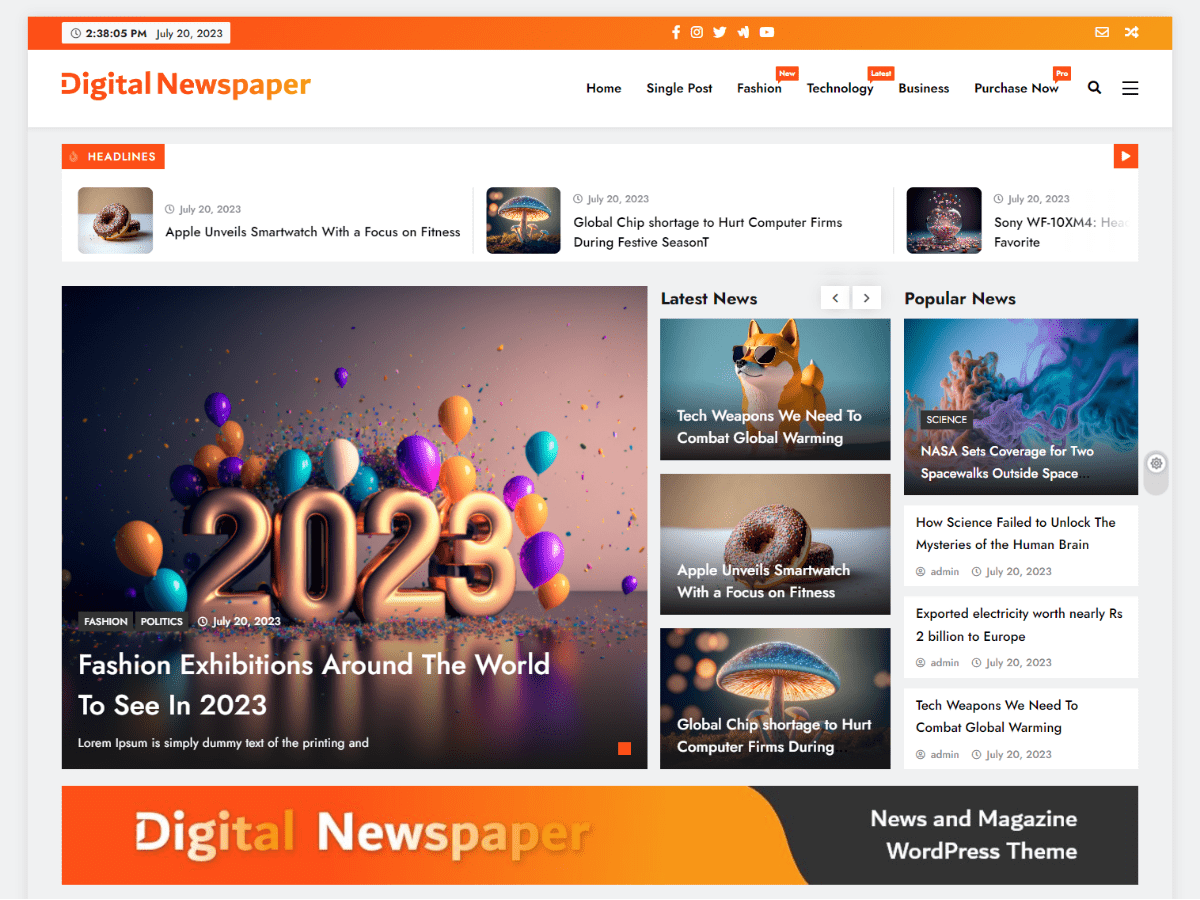 2:38:05 PM July 20, 2023
Digital Newspaper
Home Single Post Fashion New Technology Latest Business Purchase Now Pro
HEADLINES
July 20, 2023
Apple Unveils Smartwatch With a Focus on Fitness
July 20, 2023
Global Chip shortage to Hurt Computer Firms
During Festive SeasonT
July 20, 2023
Sony WF-10XM4: Hea
Favorite
2023
FASHION POLITICS July 20, 2023
Fashion Exhibitions Around The World
To See In 2023
Lorem Ipsum is simply dummy text of the printing and
Latest News
Tech Weapons We Need To
Combat Global Warming
Apple Unveils Smartwatch
With a Focus on Fitness
Global Chip shortage to Hurt
Computer Firms During...
Popular News
SCIENCE
NASA Sets Coverage for Two
Spacewalks Outside Space...
How Science Failed to Unlock The
Mysteries of the Human Brain
admin July 20, 2023
Exported electricity worth nearly Rs
2 billion to Europe
admin July 20, 2023
Tech Weapons We Need To
Combat Global Warming
admin July 20, 2023
Digital Newspaper
News and Magazine
WordPress Theme